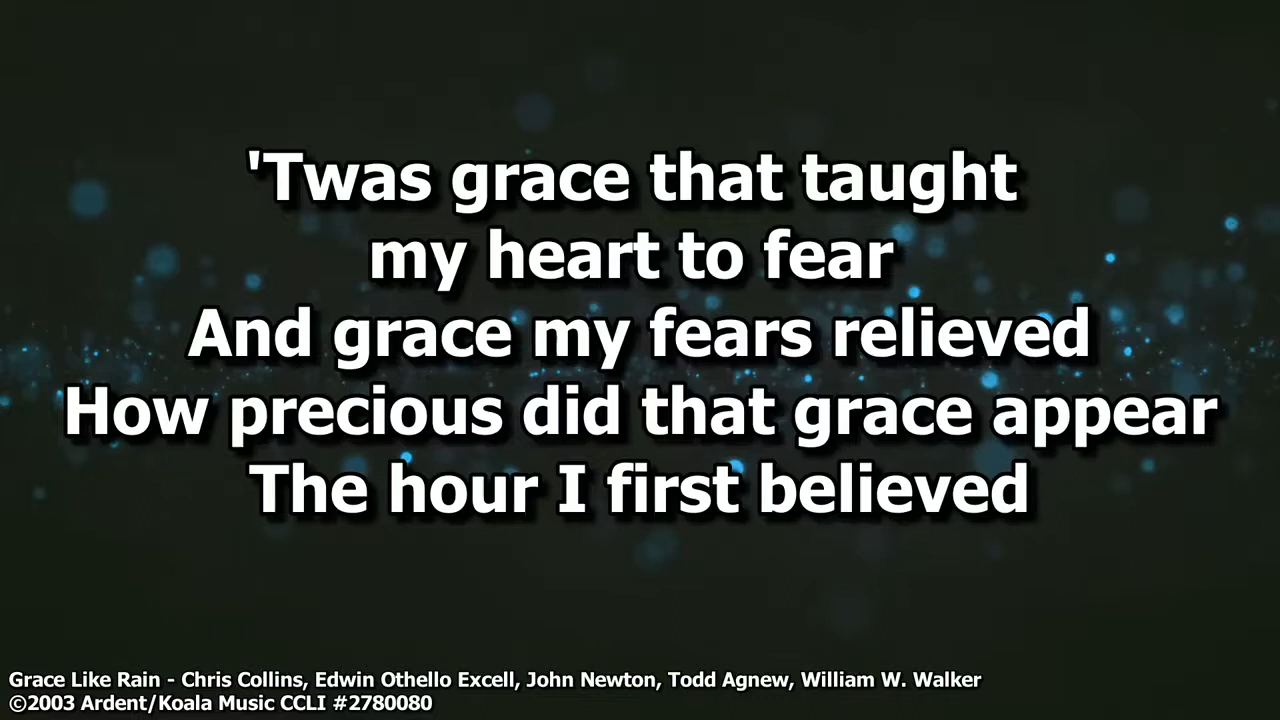 'Twas grace that taught
my heart to fear
And grace my fears relieved
How precious did that grace appear
The hour I first believed
Grace Like Rain - Chris Collins, Edwin Othello Excell, John Newton, Todd Agnew, William W. Walker
©2003 Ardent/Koala Music CCLI #2780080